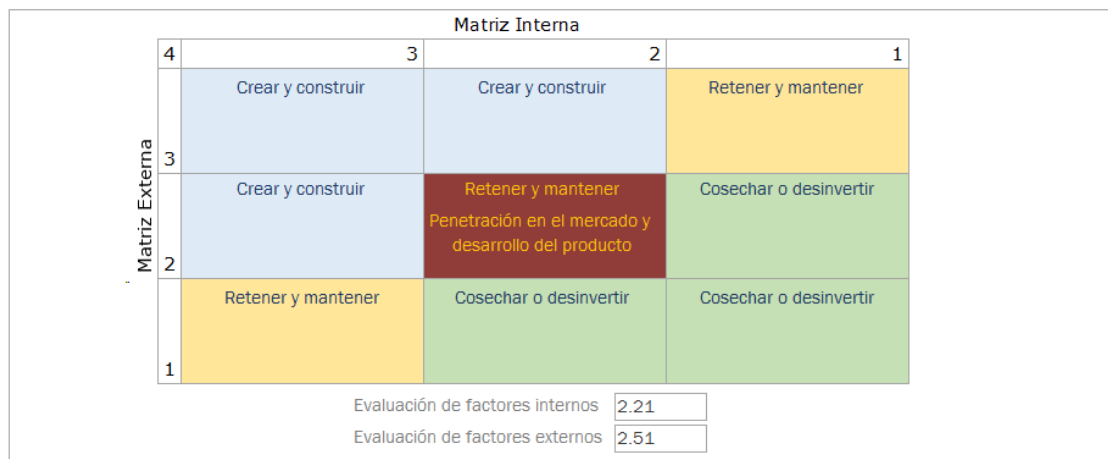 Matriz Interna
4 3 2 1
Crear y construir Crear y construir Retener y mantener
Matriz Externa
3
Crear y construir Retener y mantener Cosechar o desinvertir
Penetración en el mercado y
desarrollo del producto
2
Retener y mantener Cosechar o desinvertir Cosechar o desinvertir
1
Evaluación de factores internos 2.21
Evaluación de factores externos 2.51